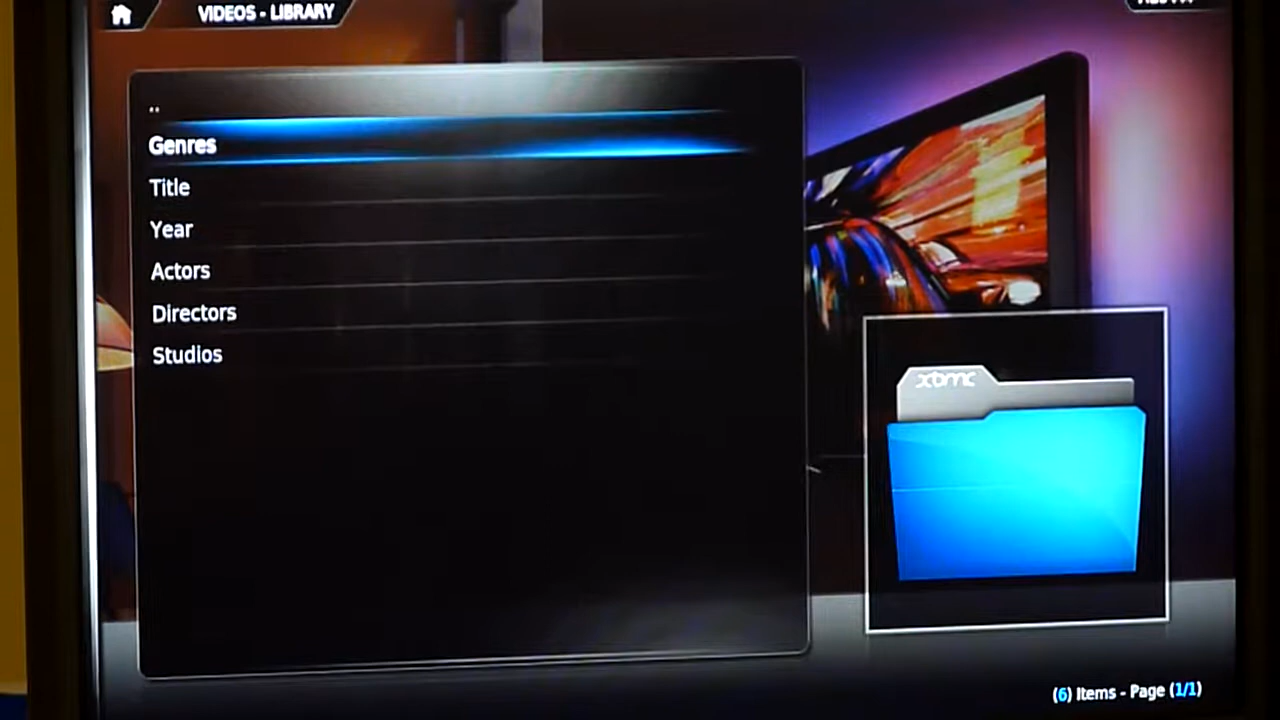 VIDEOS - LIBRARY
..
Genres
Title
Year
Actors
Directors
Studios
xbmc
(6) Items - Page (1/1)